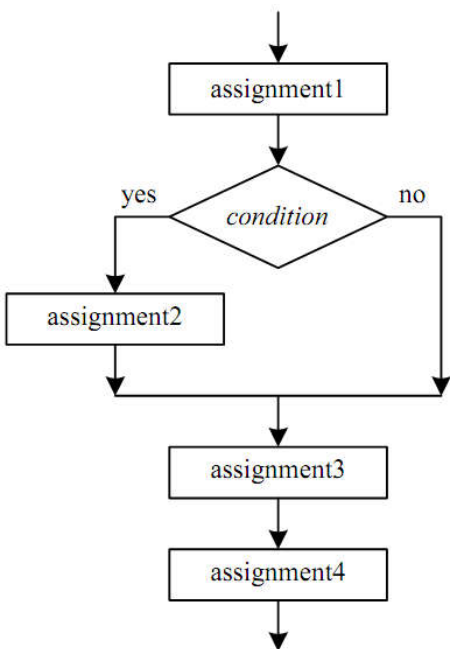 assignment1
yes
condition
no
assignment2
assignment3
assignment4